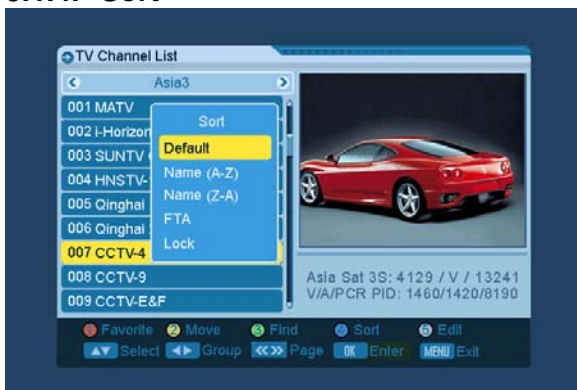 TV Channel List
Asia3
001 MATV
002 i-Horizon
003 SUNTV
004 HNSTV-
005 Qinghai
006 Qinghai
007 CCTV-4
008 CCTV-9
009 CCTV-E&F
Sort
Default
Name (A-Z)
Name (Z-A)
FTA
Lock
Asia Sat 3S: 4129 / V / 13241
V/A/PCR PID: 1460/1420/8190
Favorite Move Find Sort Edit
Select Group Page OK Enter MENU Exit